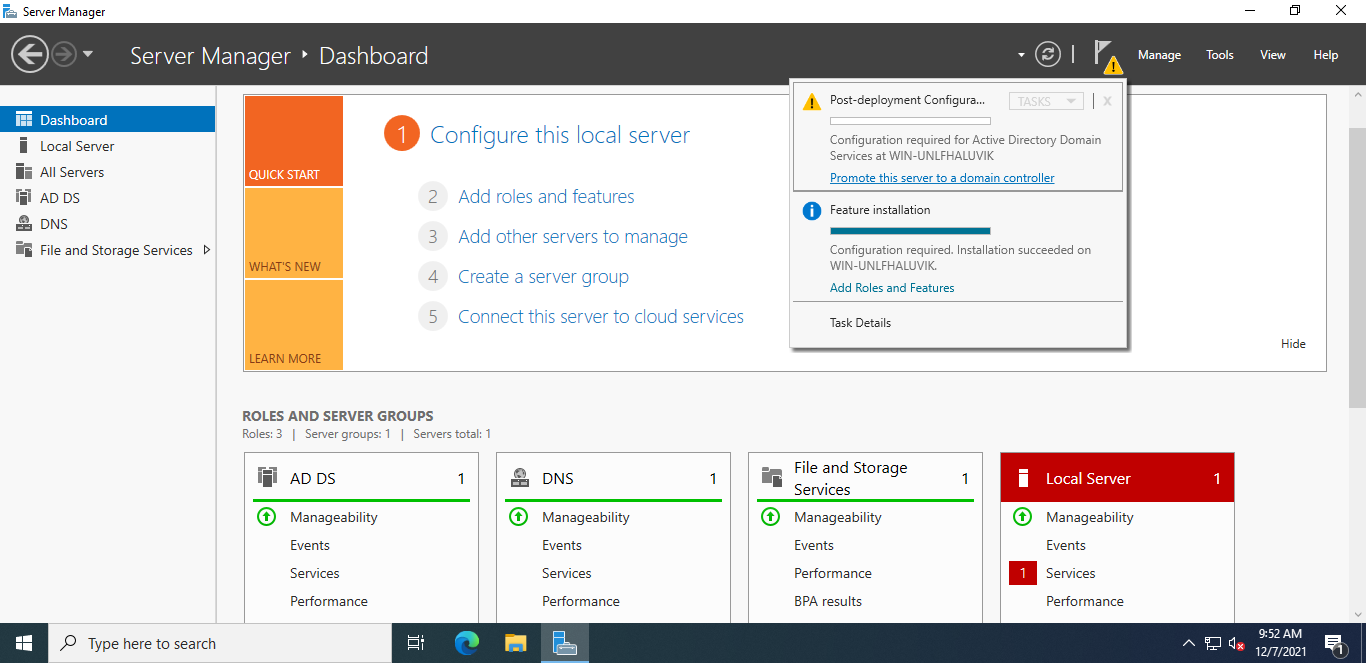 Server Manager
Server Manager ‣ Dashboard
Manage Tools View Help
Dashboard
Local Server
All Servers
AD DS
DNS
File and Storage Services
QUICK START
WHAT'S NEW
LEARN MORE
1 Configure this local server
2 Add roles and features
3 Add other servers to manage
4 Create a server group
5 Connect this server to cloud services
Post-deployment Configura...
TASKS
X
Configuration required for Active Directory Domain
Services at WIN-UNLFHALUVIK
Promote this server to a domain controller
Feature installation
Configuration required. Installation succeeded on
WIN-UNLFHALUVIK.
Add Roles and Features
Task Details
Hide
ROLES AND SERVER GROUPS
Roles: 3 | Server groups: 1 | Servers total: 1
AD DS 1
Manageability
Events
Services
Performance
DNS 1
Manageability
Events
Services
Performance
File and Storage
Services 1
Manageability
Events
Performance
BPA results
Local Server 1
Manageability
Events
1 Services
Performance
Type here to search
9:52 AM
12/7/2021
1